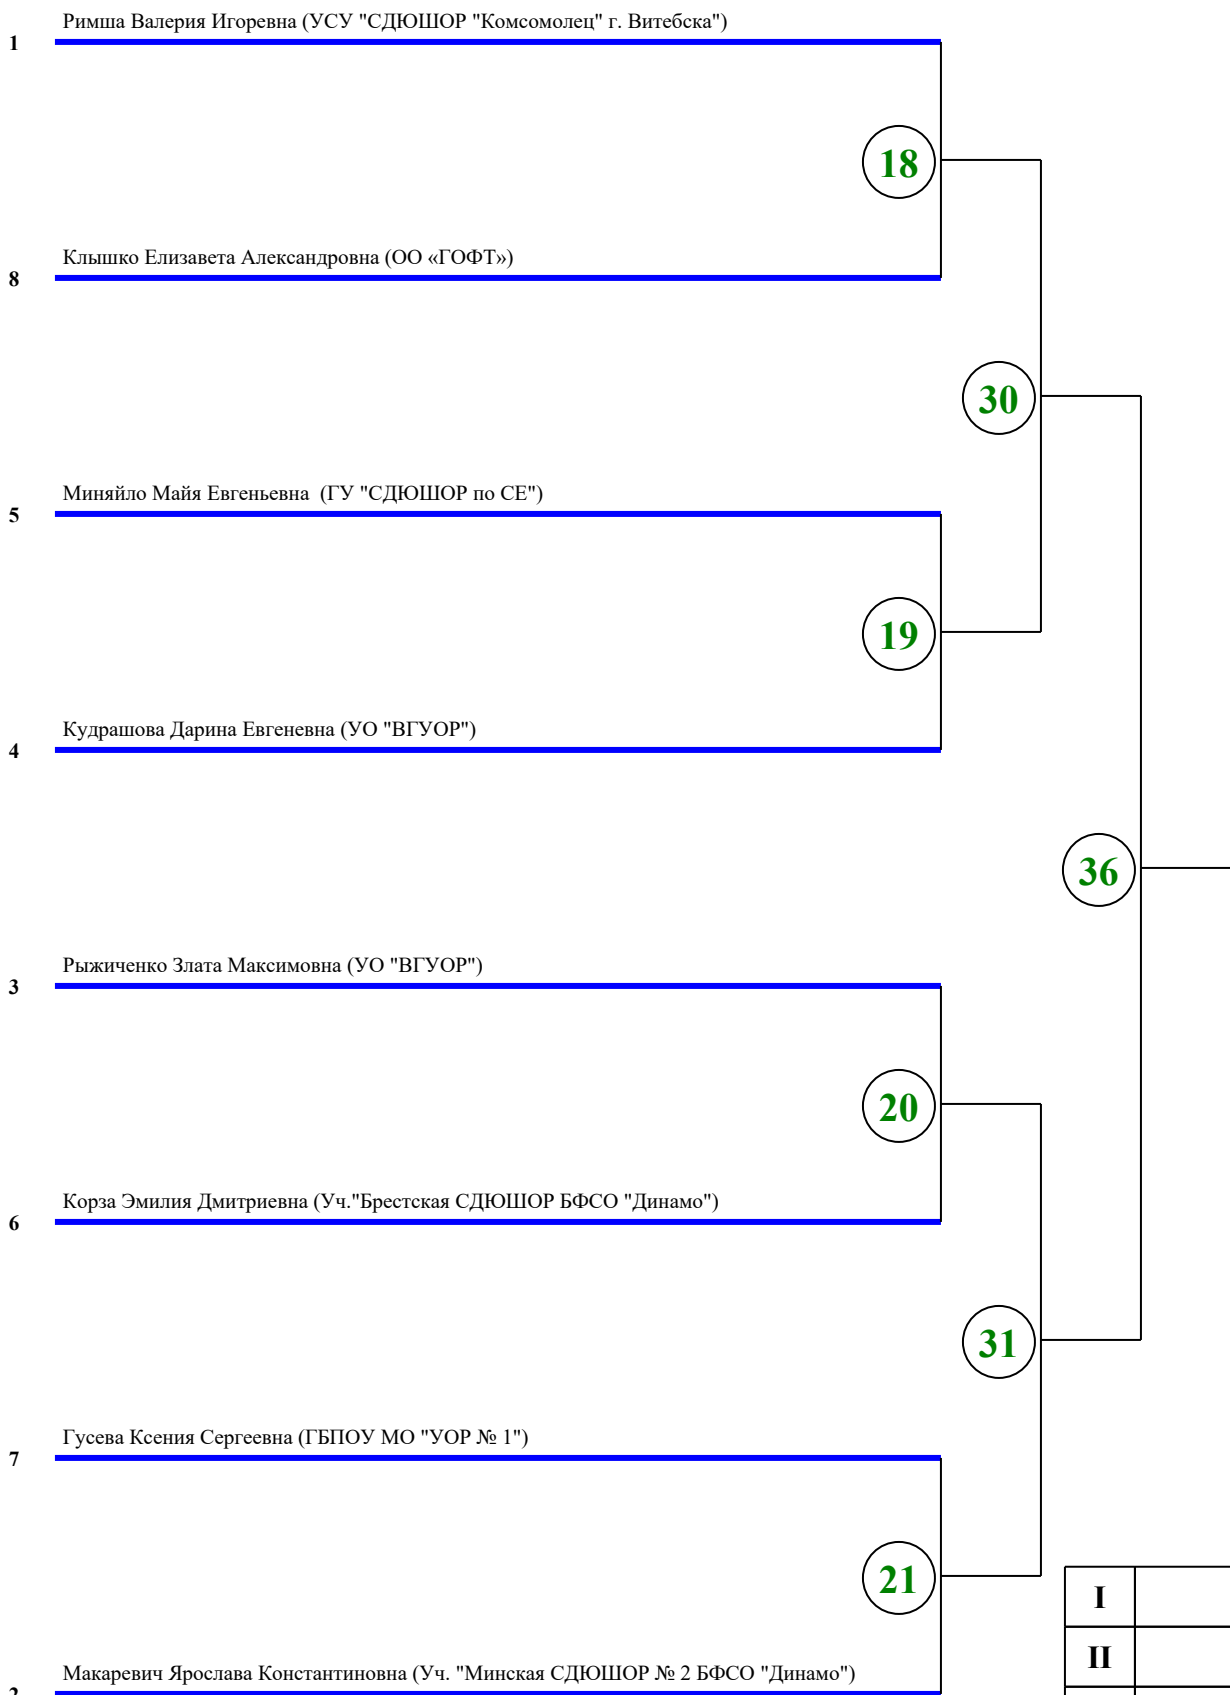 Римша Валерия Игоревна (УСУ "СДЮШОР "Комсомолец" г. Витебска")
1
18
Клышко Елизавета Александровна (ОО «ГОФТ»)
8
30
Миняйло Майя Евгеньевна (ГУ "СДЮШОР по СЕ")
5
19
Кудрашова Дарина Евгеневна (УО "ВГУОР")
4
36
Рыжиченко Злата Максимовна (УО "ВГУОР")
3
20
Корза Эмилия Дмитриевна (Уч."Брестская СДЮШОР БФСО "Динамо")
6
31
Гусева Ксения Сергеевна (ГБПОУ МО "УОР № 1")
7
21
I
II
Макаревич Ярослава Константиновна (Уч. "Минская СДЮШОР № 2 БФСО "Динамо")
2